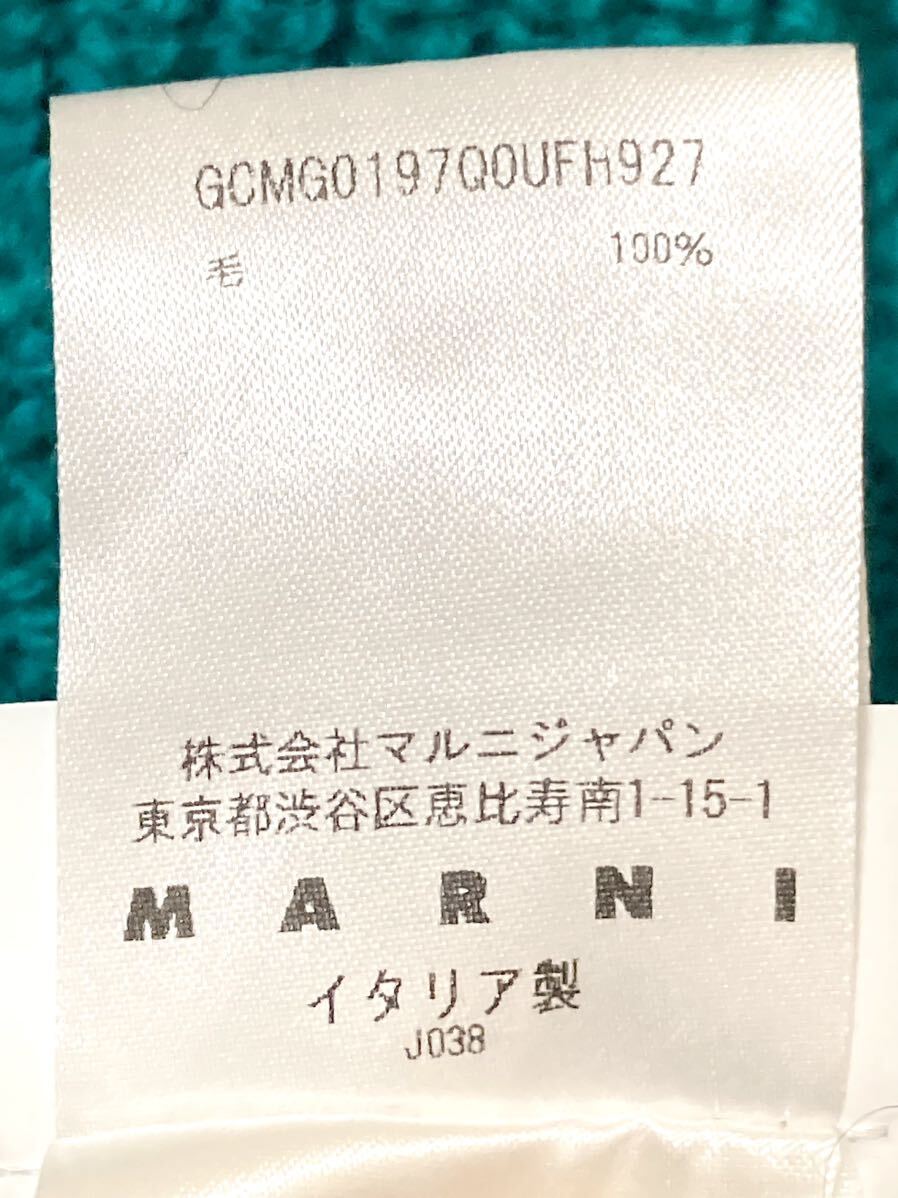 GCMG0197Q0UFH927
毛 100%
株式会社マルニジャパン
東京都渋谷区恵比寿南1-15-1
MARNI
イタリア製
J038